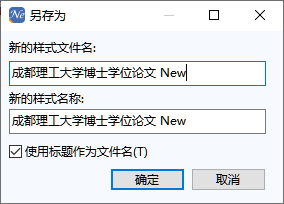 Ne 另存为
新的样式文件名:
成都理工大学博士学位论文 New
新的样式名称:
成都理工大学博士学位论文 New
使用标题作为文件名(T)
确定 取消